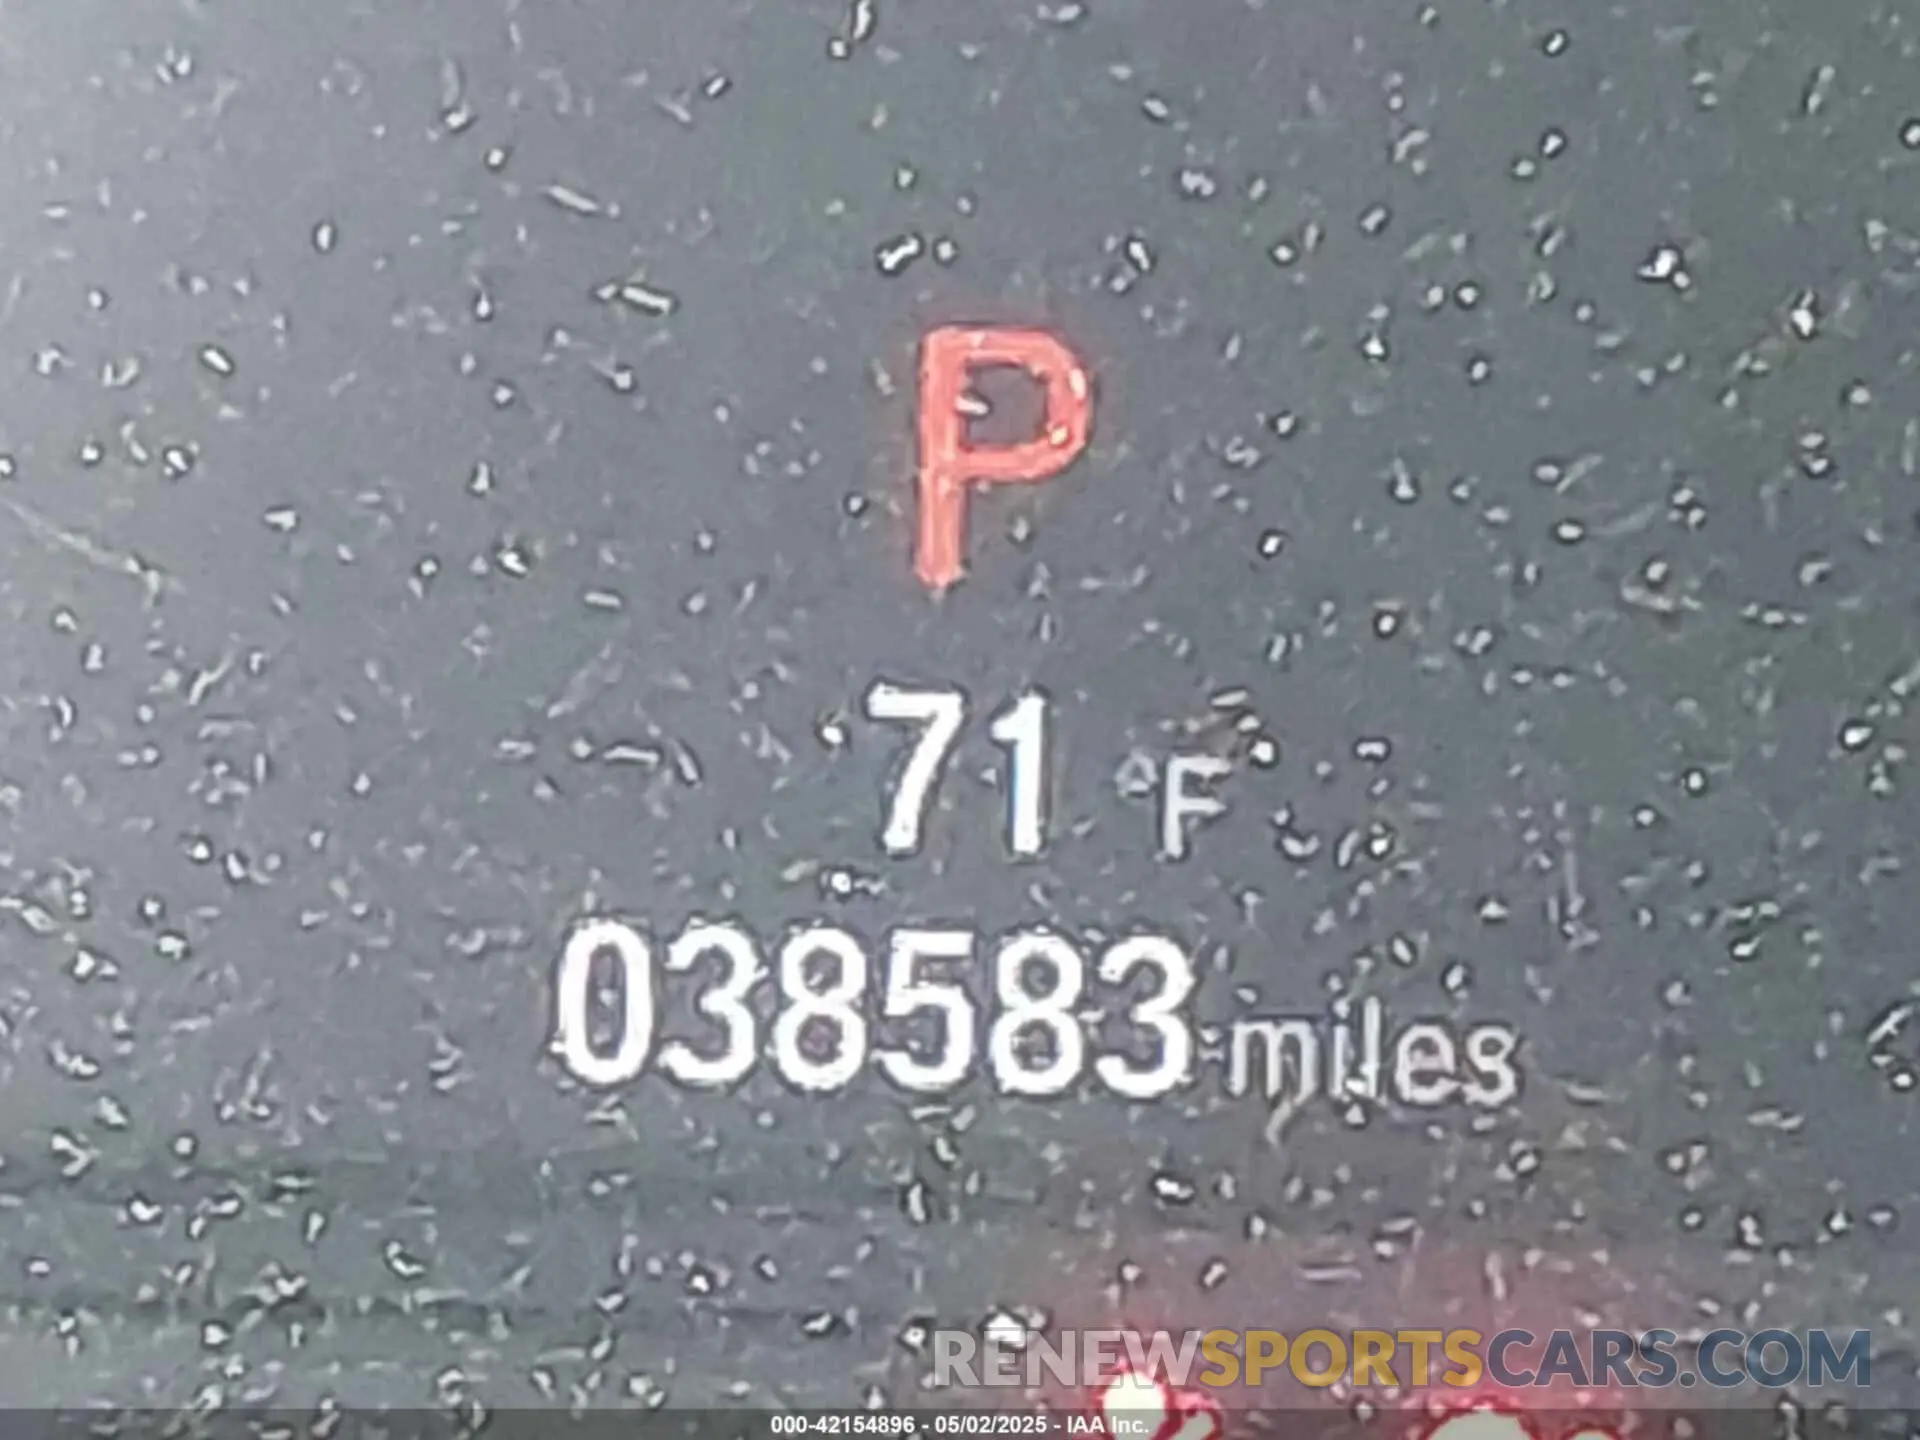 P
71 °F
038583 miles
RENEWSPORTSCARS.COM
000-42154896 - 05/02/2025 - IAA Inc.